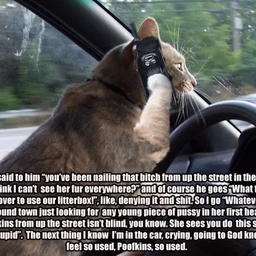 said to him "you've been nailing that bitch from up the street in the
ink I can't see her fur everywhere?" and of course he goes "What
over to use our litterbox!", like, denying it and shit. So I go "Whatev
ound town just looking for any young piece of pussy in her first hea
kins from up the street isn't blind, you know. She sees you do this s
upid". The next thing I know I'm in the car, crying, going to God kn
feel so used, Poofkins, so used.